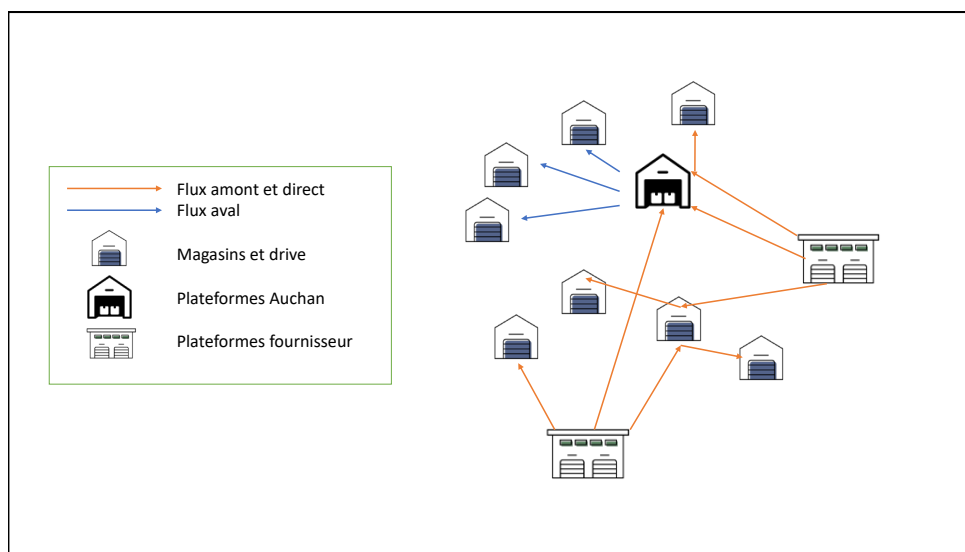 Flux amont et direct
Flux aval
Magasins et drive
Plateformes Auchan
Plateformes fournisseur